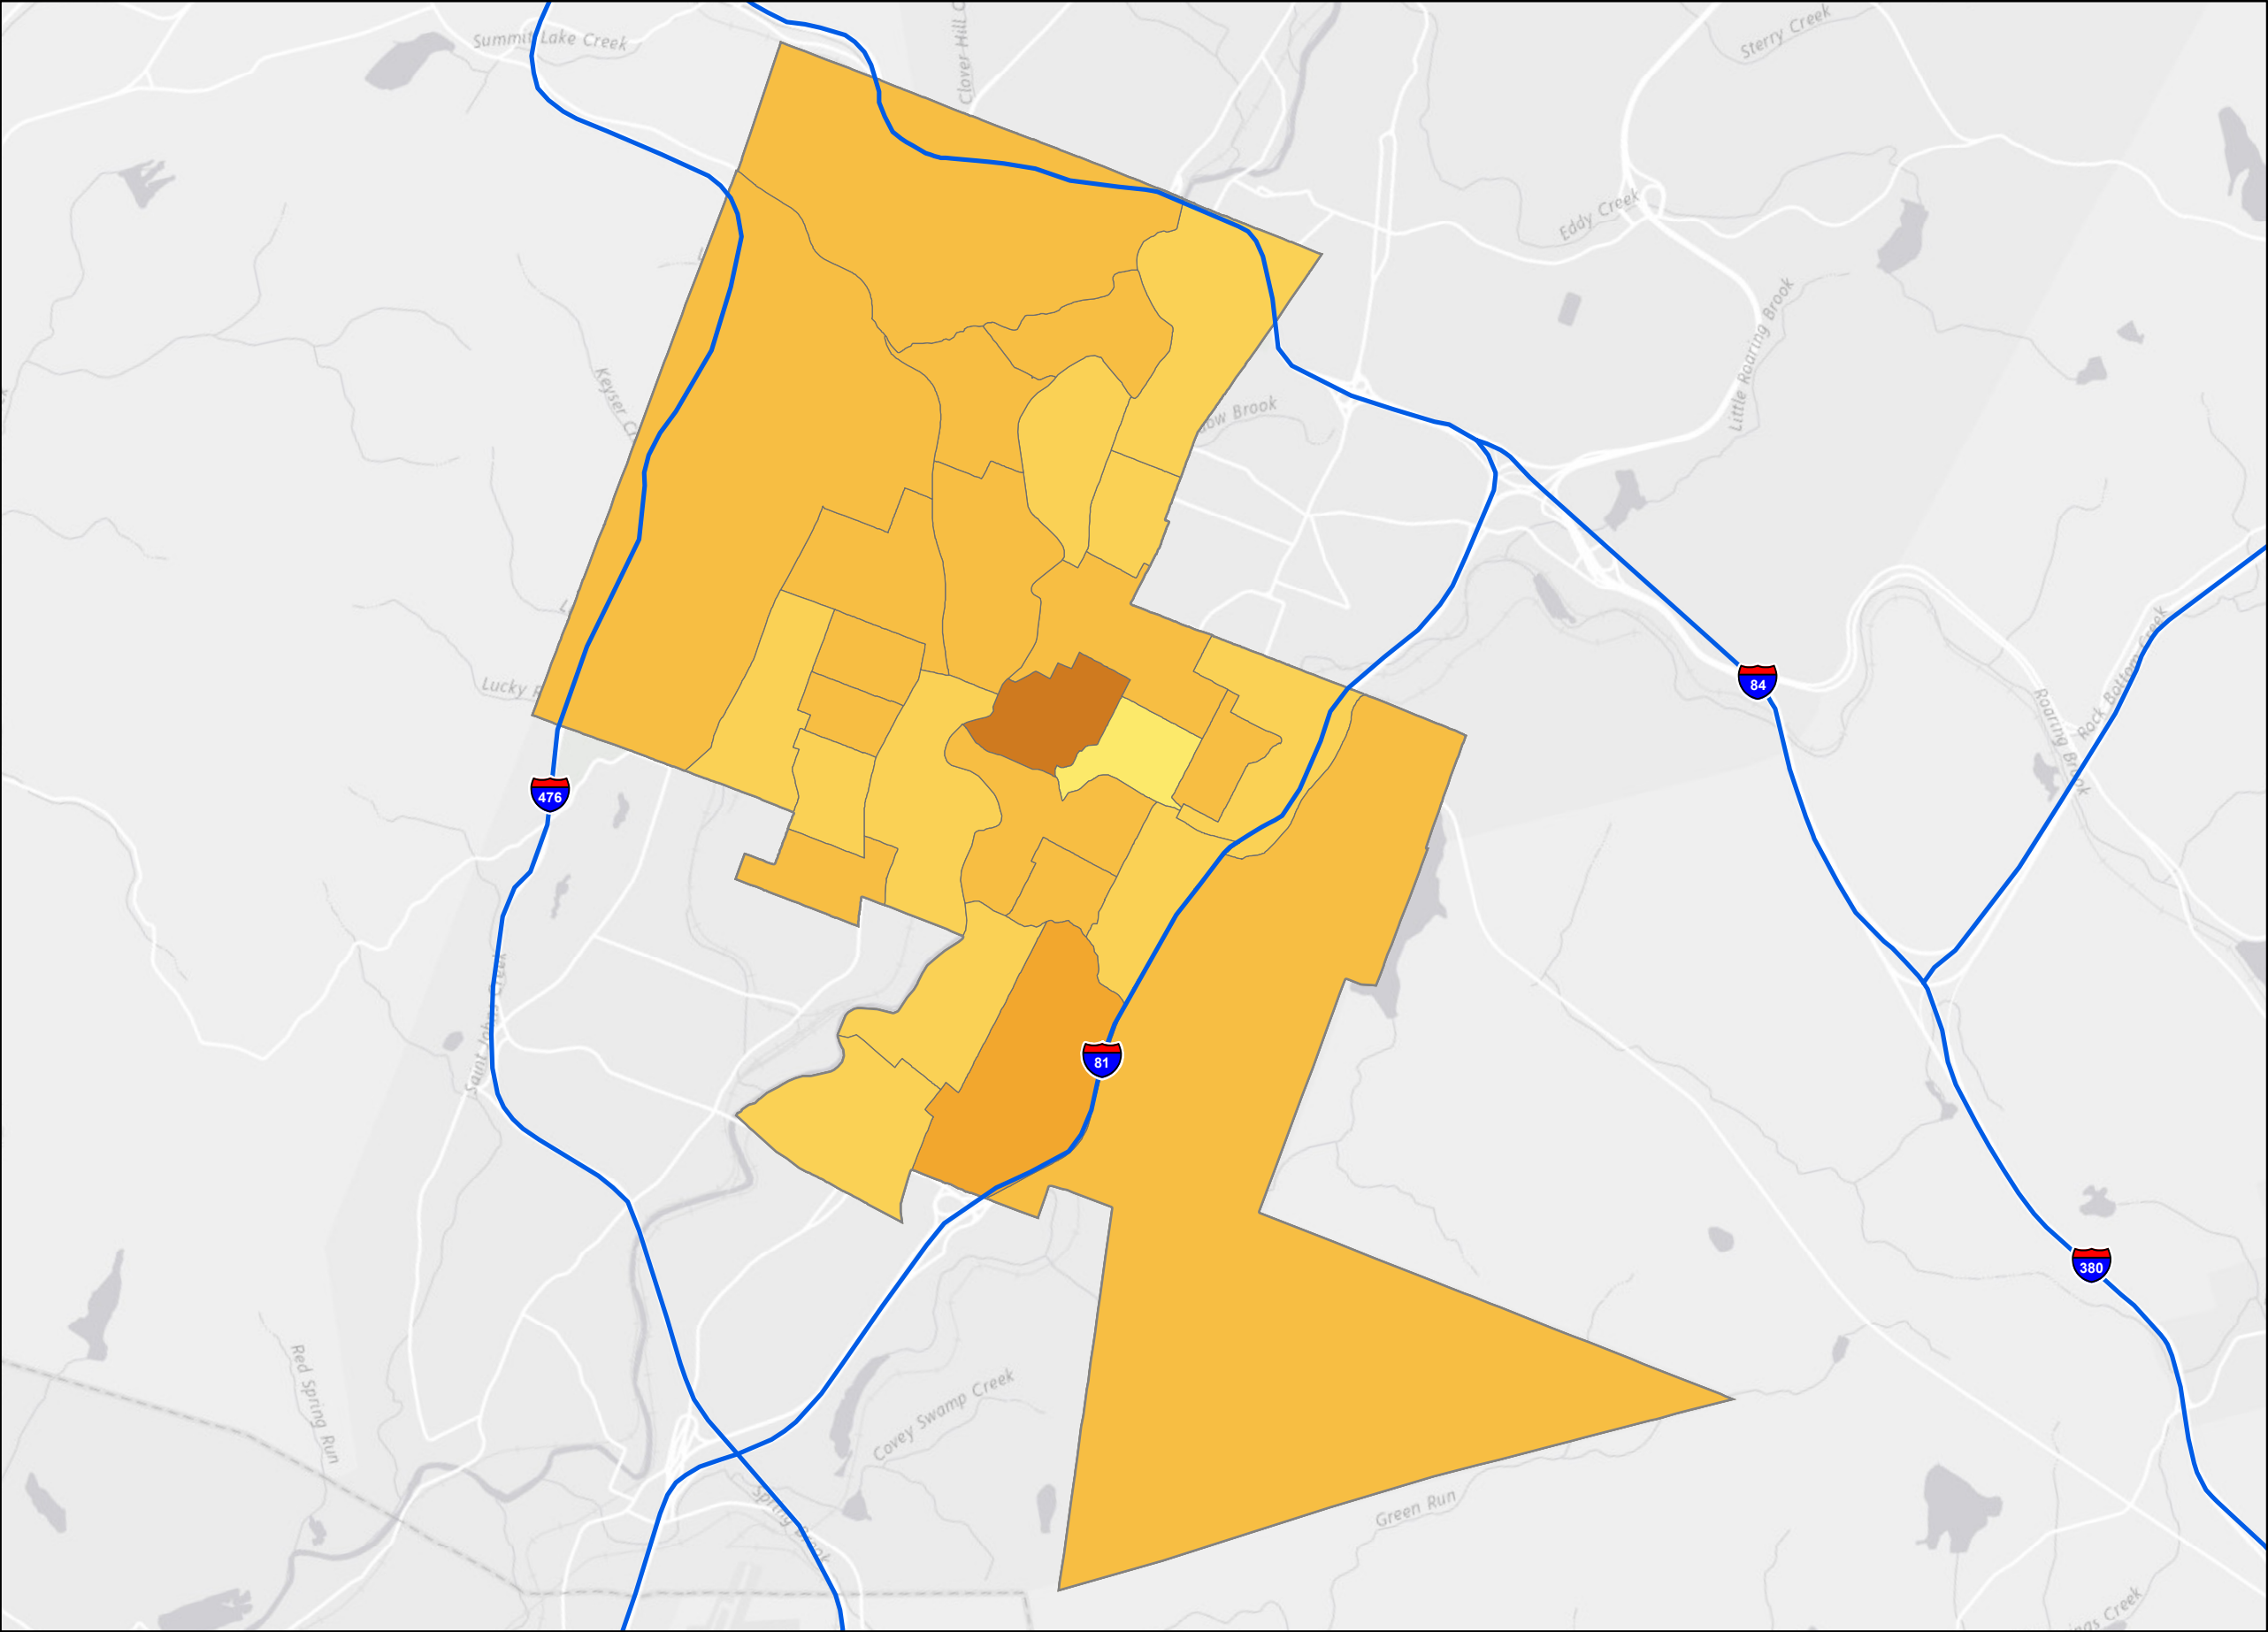 Summit Lake Creek
Clover Hill C
Sterry Creek
Eddy Creek
Little Roaring Brook
Keyser Cr
ow Brook
Lucky R
Rock Bottom Creek
Roaring Brook
84
476
Saint Johns Creek
81
380
Red Spring Run
Covey Swamp Creek
Spring Brook
Green Run
gs Creek